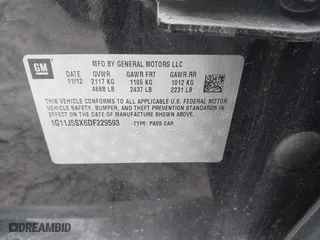 GM
MFD BY GENERAL MOTORS LLC
DATE GVWR GAWR FRT GAWR RR
11/12 2117 KG 1105 KG 1012 KG
4668 LB 2437 LB 2231 LB
THIS VEHICLE CONFORMS TO ALL APPLICABLE U.S. FEDERAL MOTOR
VEHICLE SAFETY, BUMPER, AND THEFT PREVENTION STANDARDS
IN EFFECT ON THE DATE OF MANUFACTURE SHOWN ABOVE.
1G11J5SX6DF229593 TYPE: PASS CAR
BIDHISTORY